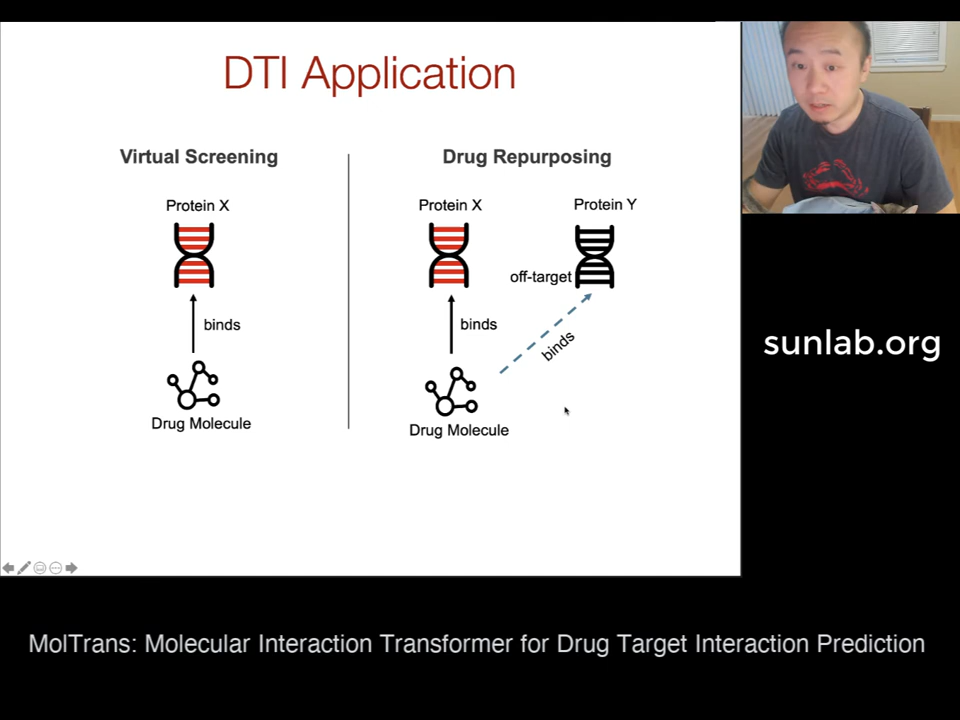 DTI Application
Virtual Screening
Protein X
binds
Drug Molecule
Drug Repurposing
Protein X
Protein Y
off-target
binds
binds
Drug Molecule
sunlab.org
MolTrans: Molecular Interaction Transformer for Drug Target Interaction Prediction